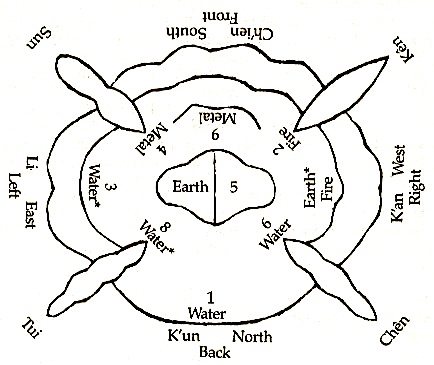 Ch'ien South
Front
Sun
Kên
4
Metal
9
Metal
2
Fire
Li East
Left
3
Water*
Earth 5
Earth*
Fire
K'an West
Right
8
Water*
6
Water
1
Water
Tui
Chên
K'un North
Back